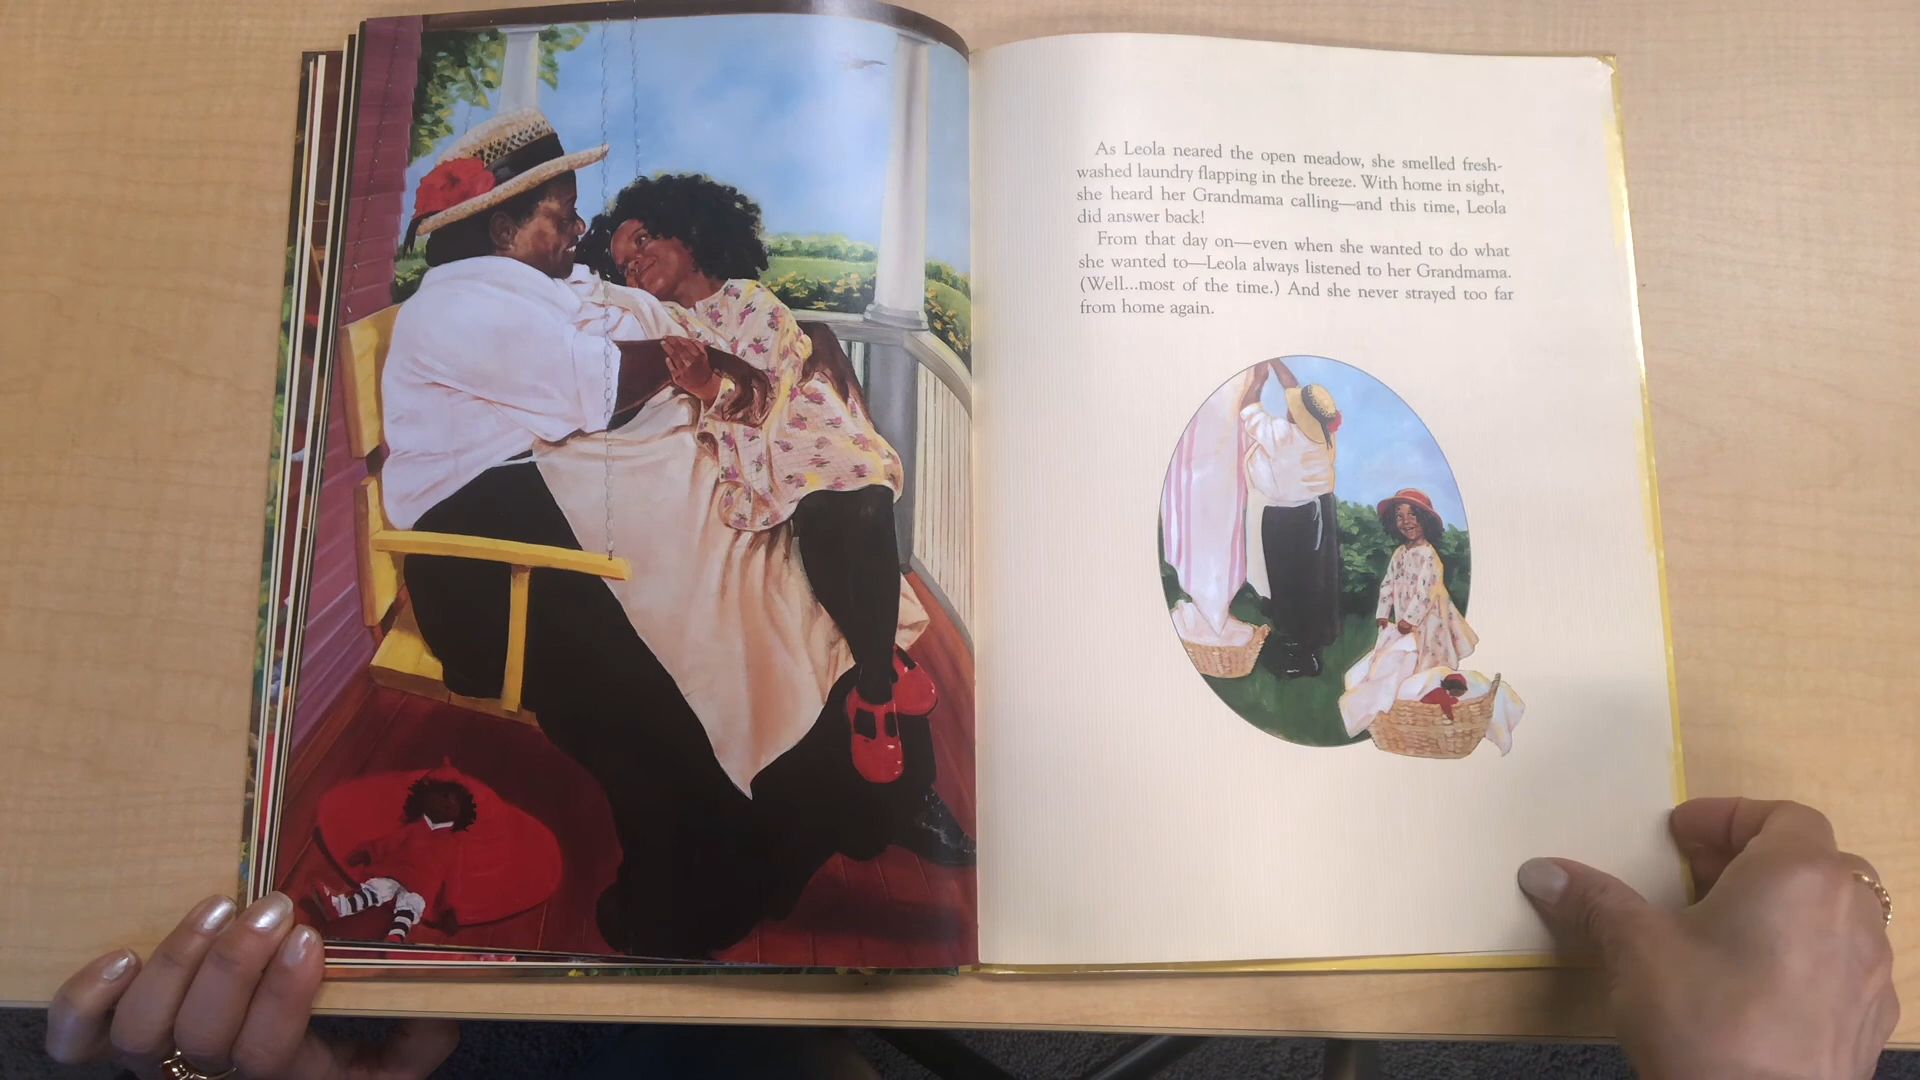 As Leola neared the open meadow, she smelled fresh-
washed laundry flapping in the breeze. With home in sight,
she heard her Grandmama calling—and this time, Leola
did answer back!
From that day on—even when she wanted to do what
she wanted to—Leola always listened to her Grandmama.
(Well...most of the time.) And she never strayed too far
from home again.